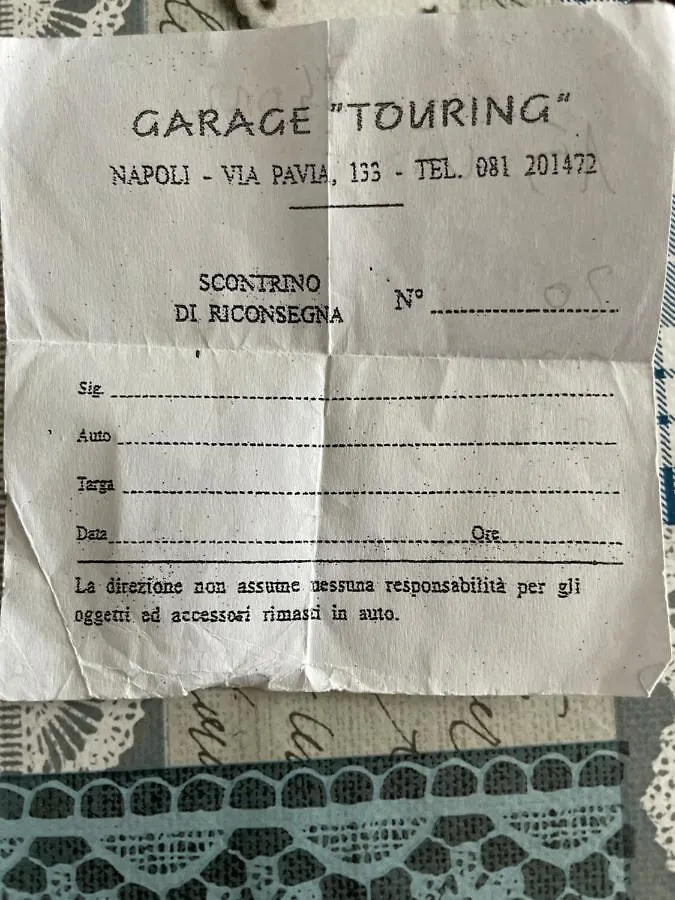 GARAGE "TOURING"
NAPOLI - VIA PAVIA, 133 - TEL. 081 201472
SCONTRINO
DI RICONSEGNA N°
Sig.
Auto
Targa
Data Ore
La direzione non assume nessuna responsabilità per gli
oggetti ed accessori rimasti in auto.